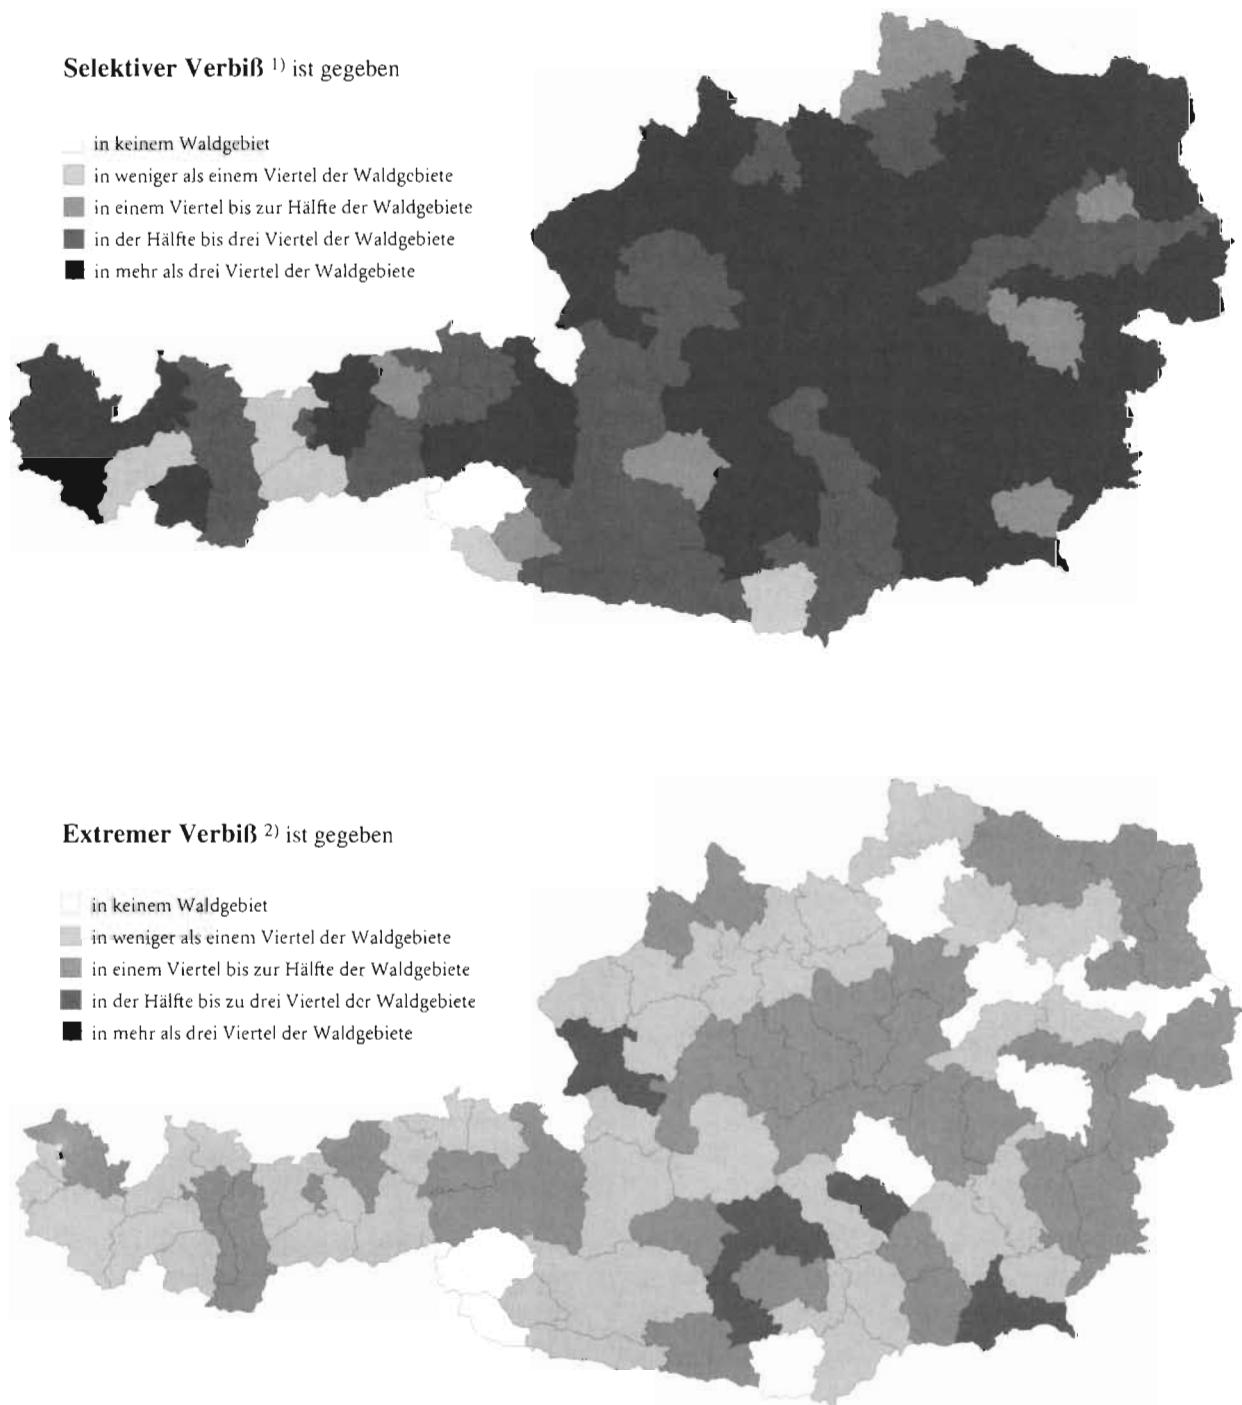 Selektiver Verbiß 1) ist gegeben
in keinem Waldgebiet
in weniger als einem Viertel der Waldgebiete
in einem Viertel bis zur Hälfte der Waldgebiete
in der Hälfte bis drei Viertel der Waldgebiete
in mehr als drei Viertel der Waldgebiete
Extremer Verbiß 2) ist gegeben
in keinem Waldgebiet
in weniger als einem Viertel der Waldgebiete
in einem Viertel bis zur Hälfte der Waldgebiete
in der Hälfte bis zu drei Viertel der Waldgebiete
in mehr als drei Viertel der Waldgebiete